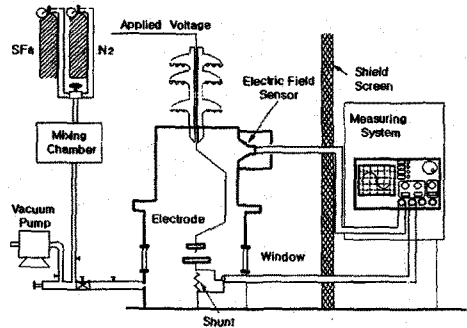 Applied Voltage
SF6
N2
Electric Field
Sensor
Shield
Screen
Measuring
System
Mixing
Chamber
Vacuum
Pump
Electrode
Window
Shunt